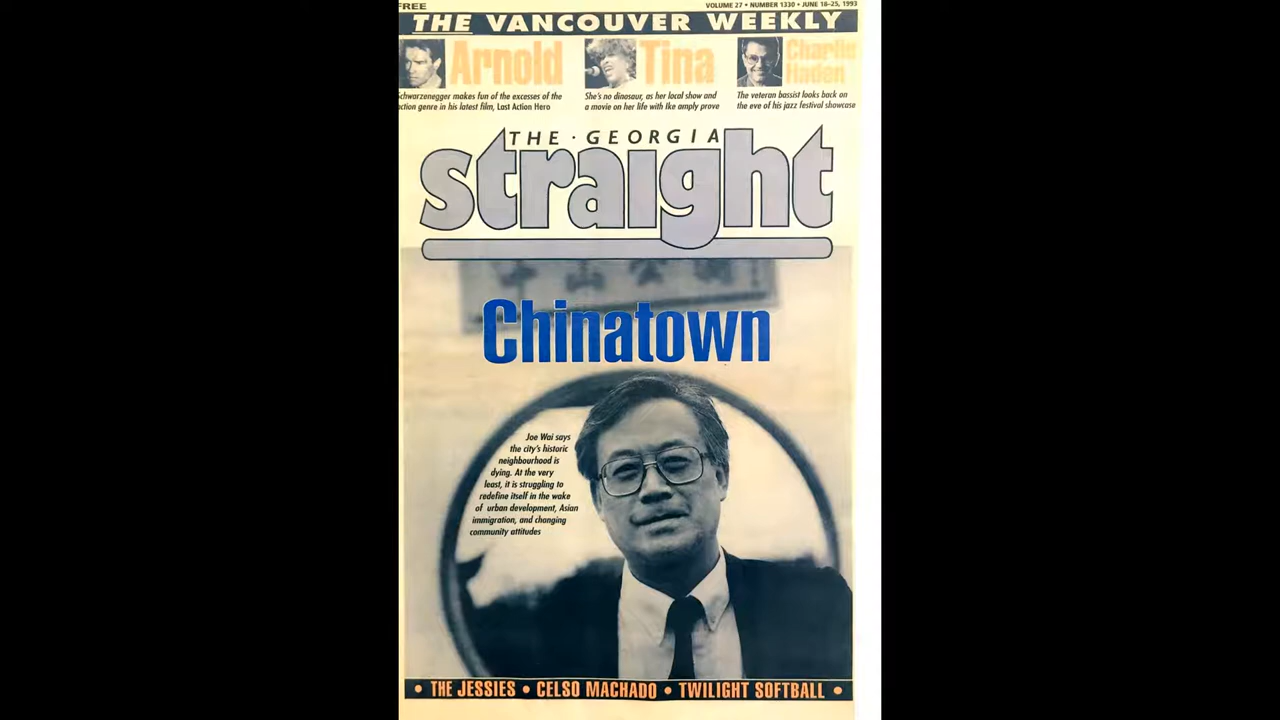 FREE
VOLUME 27 • NUMBER 1330 • JUNE 18–25, 1993
THE VANCOUVER WEEKLY
Arnold
Schwarzenegger makes fun of the excesses of the
action genre in his latest film, Last Action Hero
Tina
She's no dinosaur, as her local show and
a movie on her life with Ike amply prove
Charlie
Haden
The veteran bassist looks back on
the eve of his jazz festival showcase
THE · GEORGIA
straight
中山公園
Chinatown
Joe Wai says
the city's historic
neighbourhood is
dying. At the very
least, it is struggling to
redefine itself in the wake
of urban development, Asian
immigration, and changing
community attitudes
• THE JESSIES • CELSO MACHADO • TWILIGHT SOFTBALL •